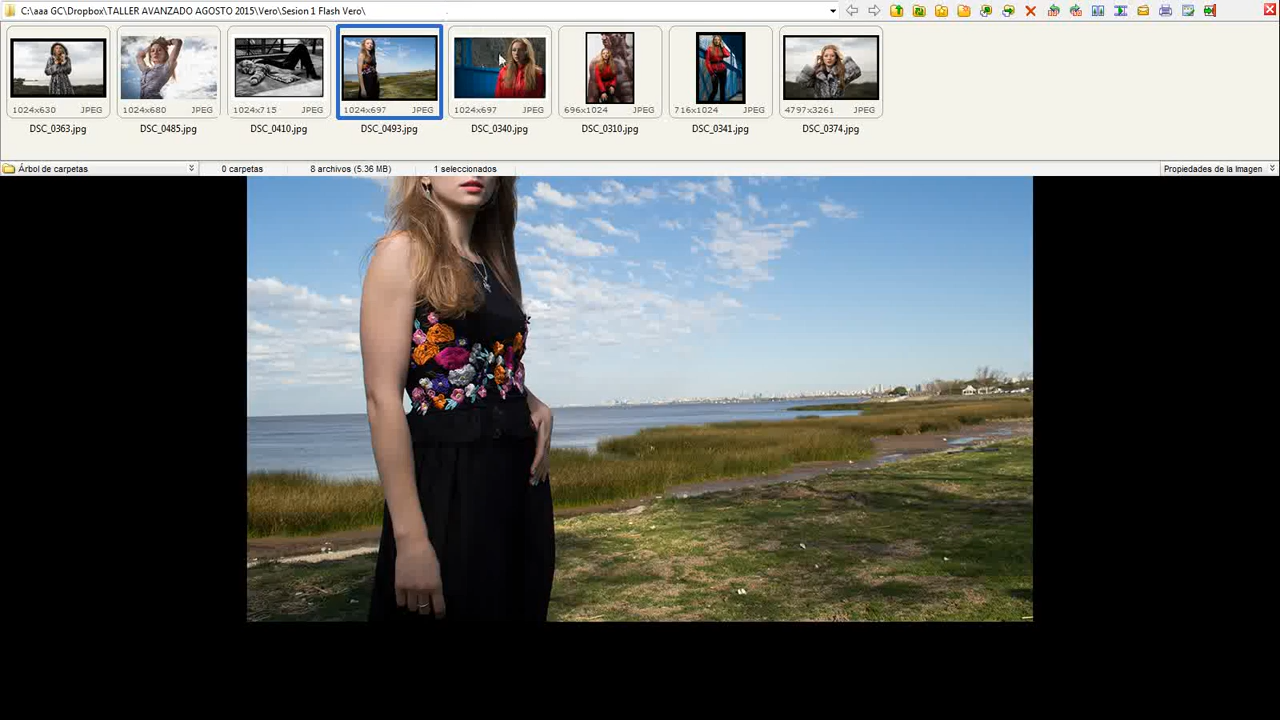 C:\aaa GC\Dropbox\TALLER AVANZADO AGOSTO 2015\Vero\Sesion 1 Flash Vero\
1024x630 JPEG
1024x680 JPEG
1024x715 JPEG
1024x697 JPEG
1024x697 JPEG
696x1024 JPEG
716x1024 JPEG
4797x3261 JPEG
DSC_0363.jpg
DSC_0485.jpg
DSC_0410.jpg
DSC_0493.jpg
DSC_0340.jpg
DSC_0310.jpg
DSC_0341.jpg
DSC_0374.jpg
Árbol de carpetas
0 carpetas
8 archivos (5.36 MB)
1 seleccionados
Propiedades de la Imagen